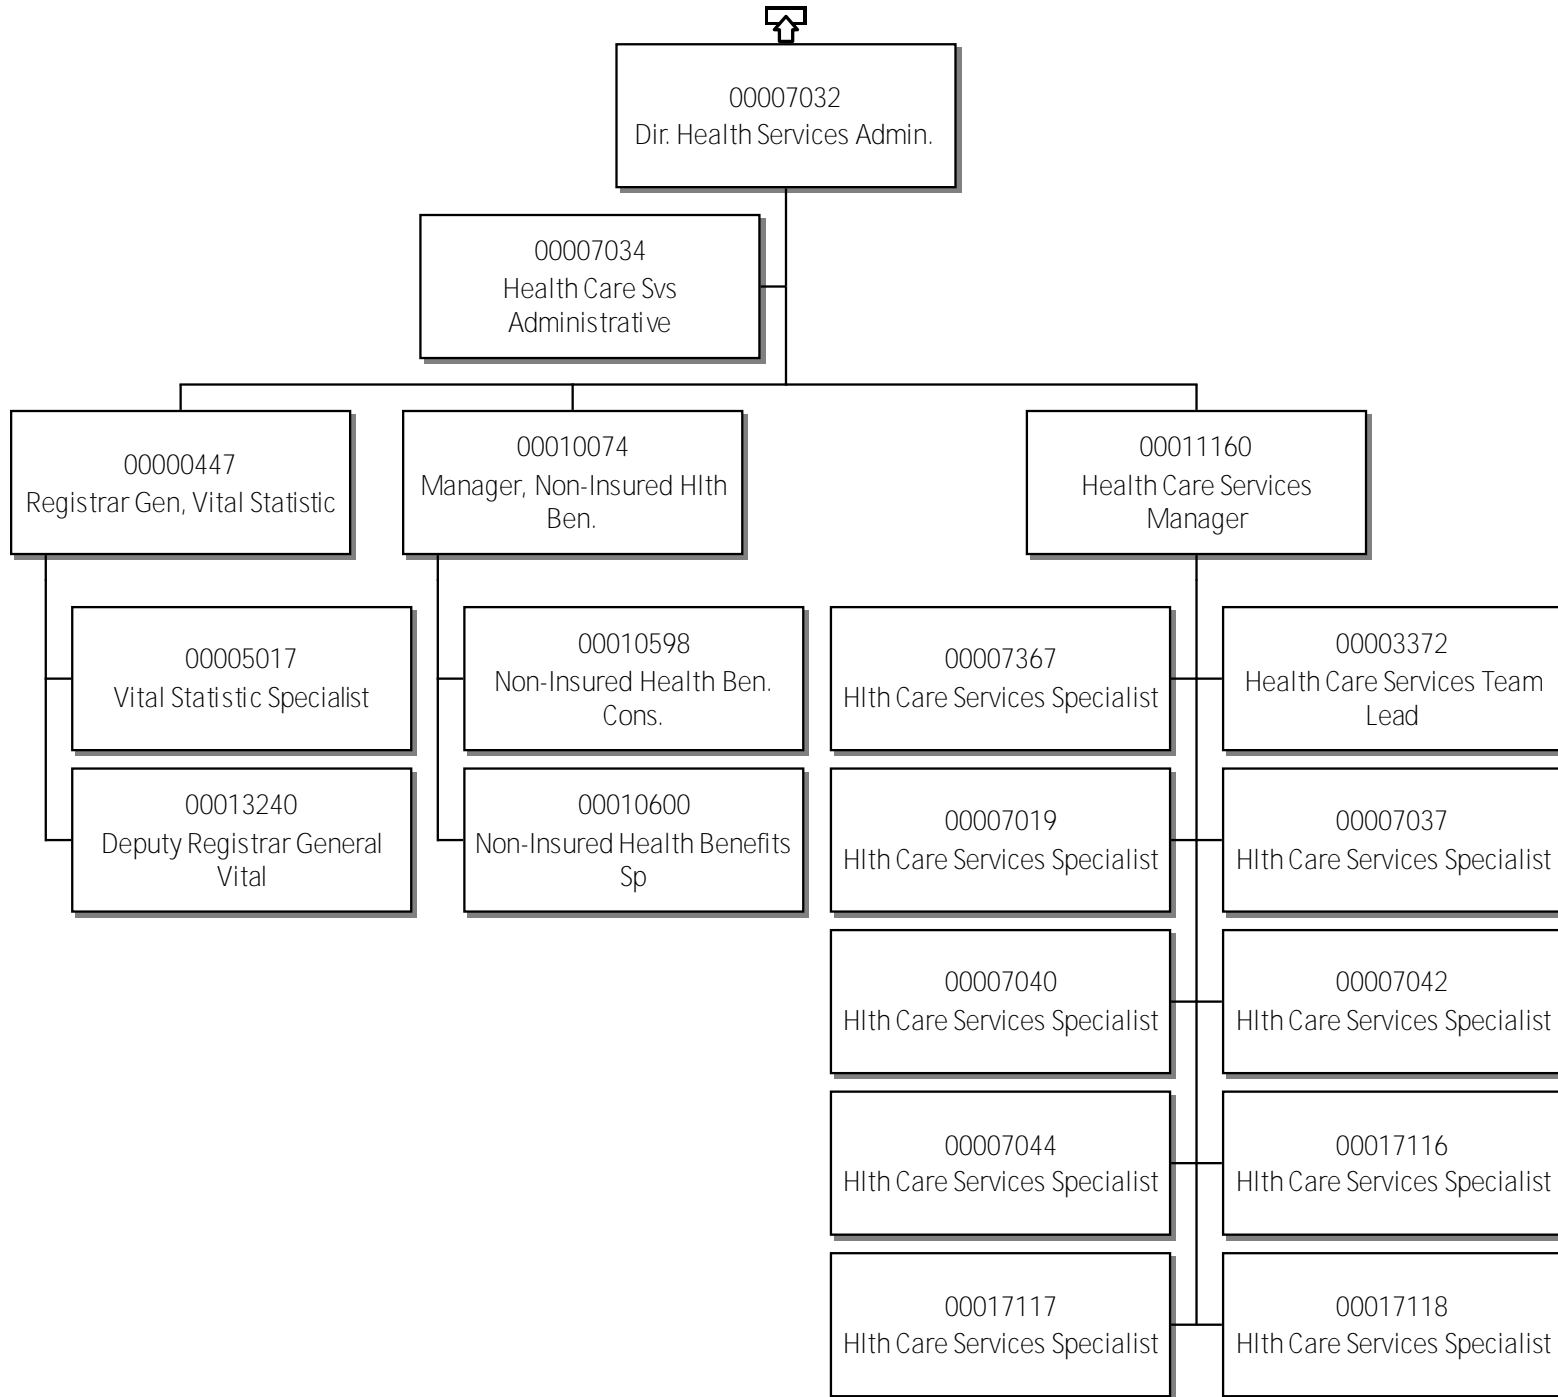 00007032
Dir. Health Services Admin.
00007034
Health Care Svs
Administrative
00000447
Registrar Gen, Vital Statistic
00010074
Manager, Non-Insured Hlth
Ben.
00011160
Health Care Services
Manager
00005017
Vital Statistic Specialist
00013240
Deputy Registrar General
Vital
00010598
Non-Insured Health Ben.
Cons.
00010600
Non-Insured Health Benefits
Sp
00007367
Hlth Care Services Specialist
00003372
Health Care Services Team
Lead
00007019
Hlth Care Services Specialist
00007037
Hlth Care Services Specialist
00007040
Hlth Care Services Specialist
00007042
Hlth Care Services Specialist
00007044
Hlth Care Services Specialist
00017116
Hlth Care Services Specialist
00017117
Hlth Care Services Specialist
00017118
Hlth Care Services Specialist